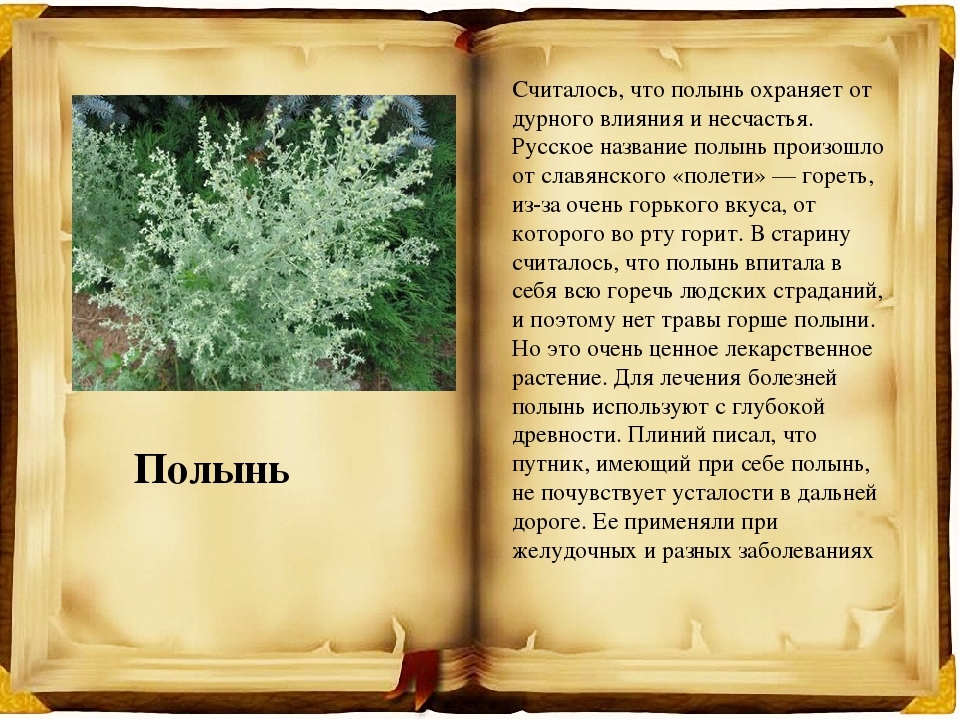 Полынь
Считалось, что полынь охраняет от
дурного влияния и несчастья.
Русское название полынь произошло
от славянского «полети» — гореть,
из-за очень горького вкуса, от
которого во рту горит. В старину
считалось, что полынь впитала в
себя всю горечь людских страданий,
и поэтому нет травы горше полыни.
Но это очень ценное лекарственное
растение. Для лечения болезней
полынь используют с глубокой
древности. Плиний писал, что
путник, имеющий при себе полынь,
не почувствует усталости в дальней
дороге. Ее применяли при
желудочных и разных заболеваниях